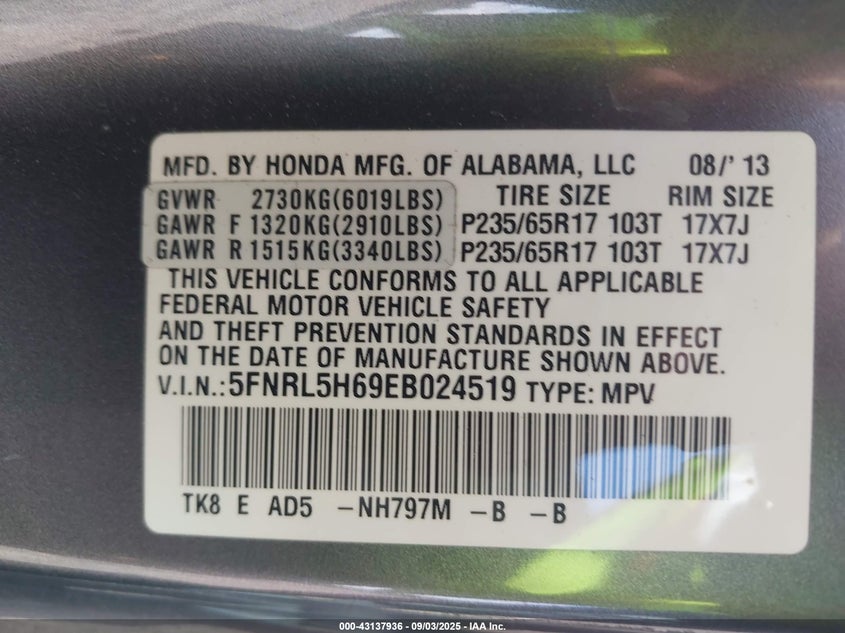 MFD. BY HONDA MFG. OF ALABAMA, LLC 08/' 13
GVWR 2730KG(6019LBS) TIRE SIZE RIM SIZE
GAWR F 1320KG(2910LBS) P235/65R17 103T 17X7J
GAWR R 1515KG(3340LBS) P235/65R17 103T 17X7J
THIS VEHICLE CONFORMS TO ALL APPLICABLE
FEDERAL MOTOR VEHICLE SAFETY
AND THEFT PREVENTION STANDARDS IN EFFECT
ON THE DATE OF MANUFACTURE SHOWN ABOVE.
V.I.N.:5FNRL5H69EB024519 TYPE: MPV
TK8 E AD5 -NH797M -B -B
000-43137936 - 09/03/2025 - IAA Inc.